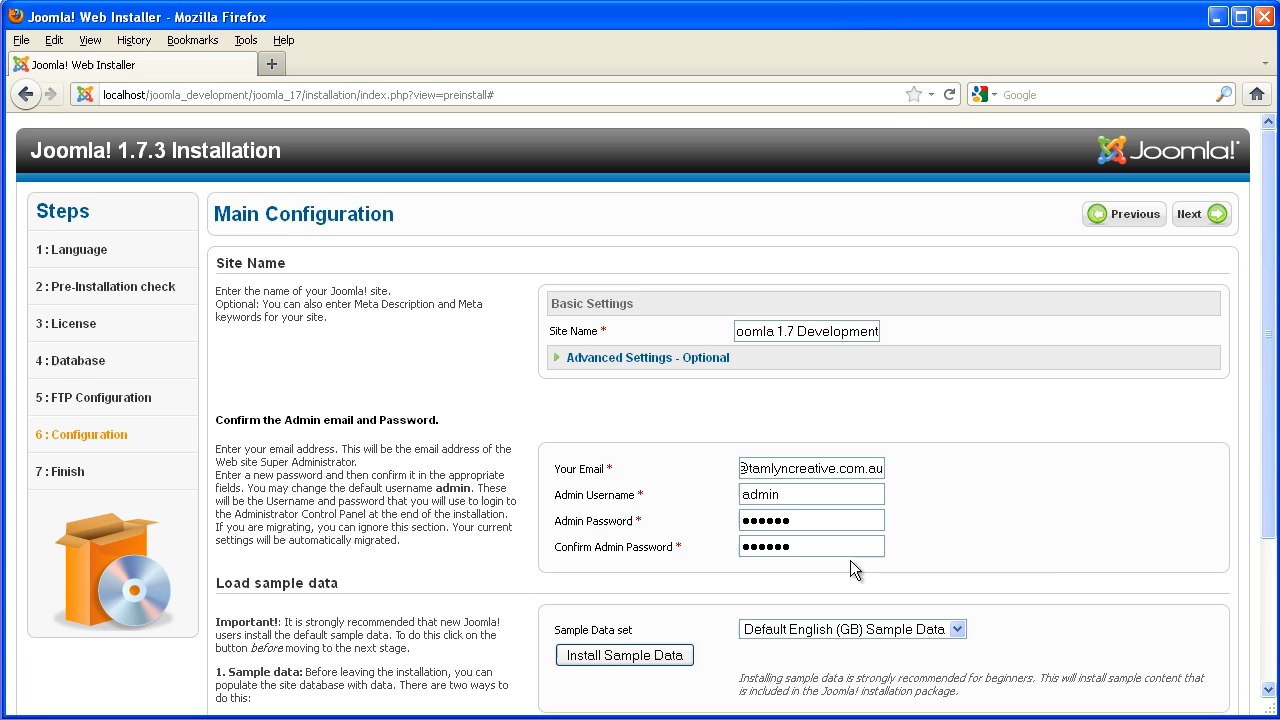 Joomla! Web Installer - Mozilla Firefox
File Edit View History Bookmarks Tools Help
Joomla! Web Installer
localhost/joomla_development/joomla_17/installation/index.php?view=preinstall#
Google
Joomla! 1.7.3 Installation
Joomla!
Steps
1 : Language
2 : Pre-Installation check
3 : License
4 : Database
5 : FTP Configuration
6 : Configuration
7 : Finish
Main Configuration
Previous
Next
Site Name
Enter the name of your Joomla! site.
Optional: You can also enter Meta Description and Meta
keywords for your site.
Basic Settings
Site Name * oomla 1.7 Development
Advanced Settings - Optional
Confirm the Admin email and Password.
Enter your email address. This will be the email address of the
Web site Super Administrator.
Enter a new password and then confirm it in the appropriate
fields. You may change the default username admin. These
will be the Username and password that you will use to login to
the Administrator Control Panel at the end of the installation.
If you are migrating, you can ignore this section. Your current
settings will be automatically migrated.
Your Email * @tamlyncreative.com.au
Admin Username * admin
Admin Password * ●●●●●●
Confirm Admin Password * ●●●●●●
Load sample data
Important!: It is strongly recommended that new Joomla!
users install the default sample data. To do this click on the
button before moving to the next stage.
1. Sample data: Before leaving the installation, you can
populate the site database with data. There are two ways to
do this:
Sample Data set Default English (GB) Sample Data
Install Sample Data
Installing sample data is strongly recommended for beginners. This will install sample content that
is included in the Joomla! installation package.